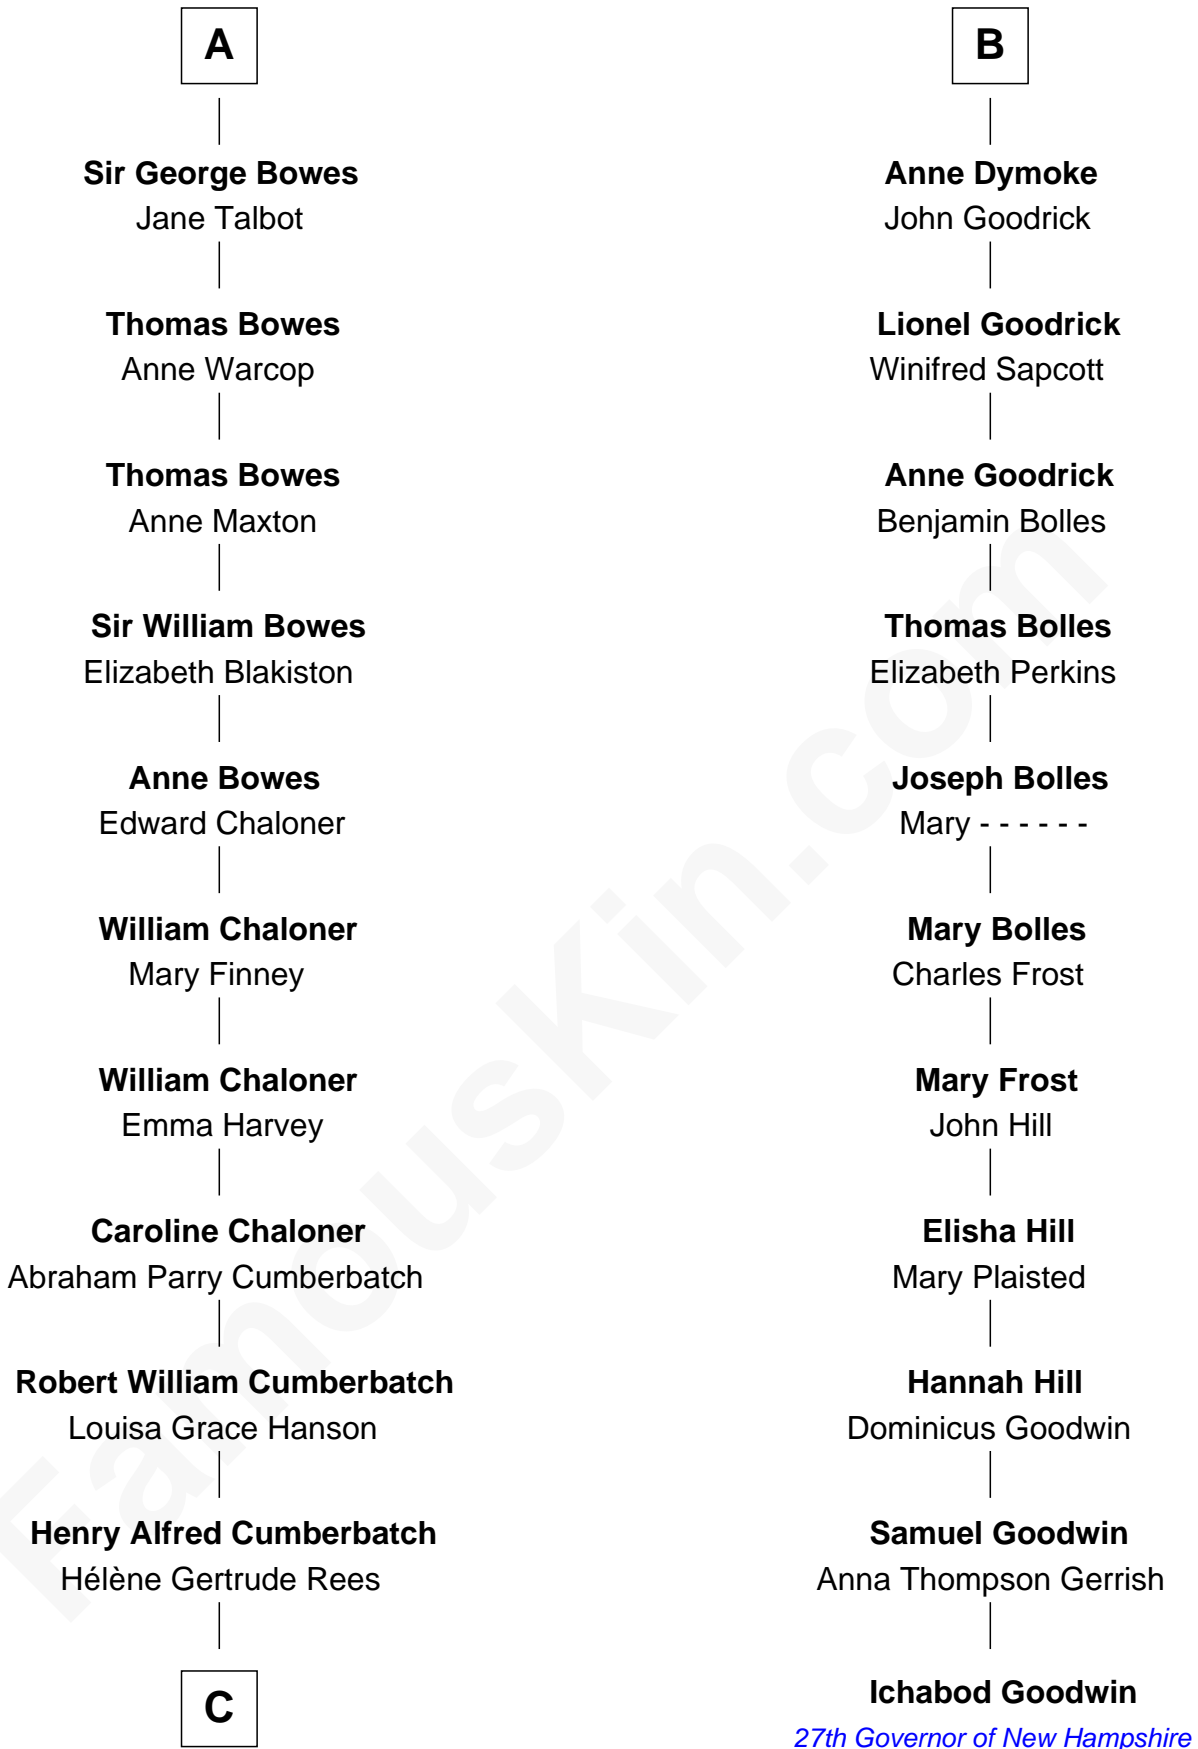 A
Sir George Bowes
Jane Talbot
Thomas Bowes
Anne Warcop
Thomas Bowes
Anne Maxton
Sir William Bowes
Elizabeth Blakiston
Anne Bowes
Edward Chaloner
William Chaloner
Mary Finney
William Chaloner
Emma Harvey
Caroline Chaloner
Abraham Parry Cumberbatch
Robert William Cumberbatch
Louisa Grace Hanson
Henry Alfred Cumberbatch
Hélène Gertrude Rees
C
B
Anne Dymoke
John Goodrick
Lionel Goodrick
Winifred Sapcott
Anne Goodrick
Benjamin Bolles
Thomas Bolles
Elizabeth Perkins
Joseph Bolles
Mary - - - - - -
Mary Bolles
Charles Frost
Mary Frost
John Hill
Elisha Hill
Mary Plaisted
Hannah Hill
Dominicus Goodwin
Samuel Goodwin
Anna Thompson Gerrish
Ichabod Goodwin
27th Governor of New Hampshire
FamousKin.com